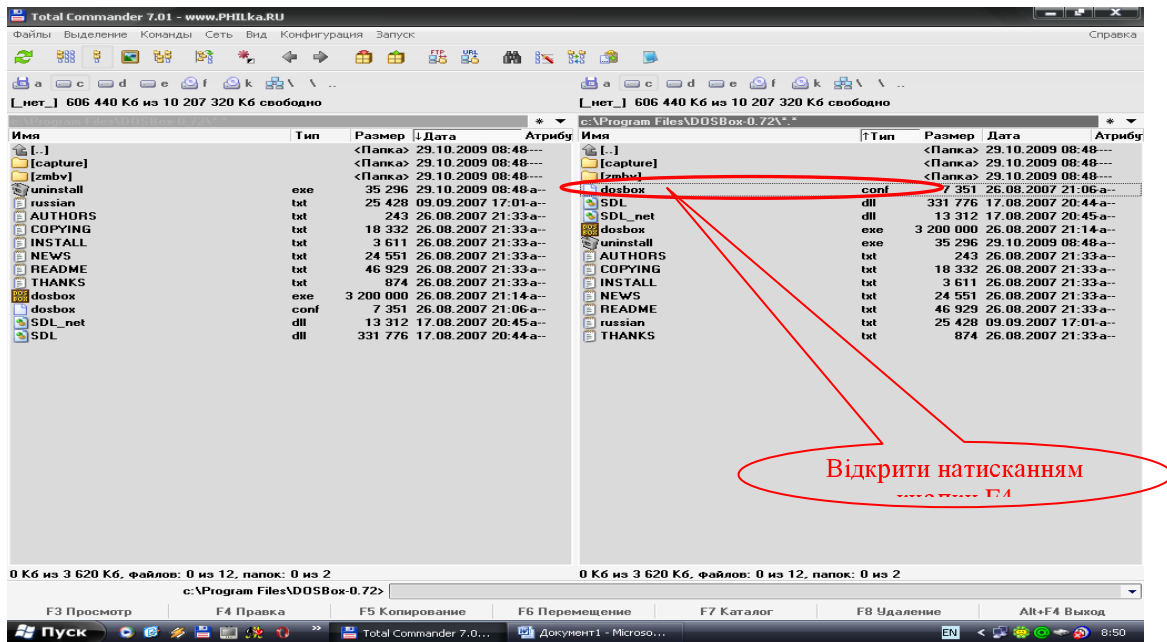 Total Commander 7.01 - www.PHILka.RU
Файлы Выделение Команды Сеть Вид Конфигурация Запуск Справка
FTP URL
a c d e f k \ \ ..
a c d e f k \ \ ..
[_нет_] 606 440 Кб из 10 207 320 Кб свободно
[_нет_] 606 440 Кб из 10 207 320 Кб свободно
c:\Program Files\DOSBox-0.72\*.* * ▼
Имя Тип Размер ↓Дата Атрибу
[..] <Папка> 29.10.2009 08:48----
[capture] <Папка> 29.10.2009 08:48----
[zmbv] <Папка> 29.10.2009 08:48----
uninstall exe 35 296 29.10.2009 08:48-a--
russian txt 25 428 09.09.2007 17:01-a--
AUTHORS txt 243 26.08.2007 21:33-a--
COPYING txt 18 332 26.08.2007 21:33-a--
INSTALL txt 3 611 26.08.2007 21:33-a--
NEWS txt 24 551 26.08.2007 21:33-a--
README txt 46 929 26.08.2007 21:33-a--
THANKS txt 874 26.08.2007 21:33-a--
dosbox exe 3 200 000 26.08.2007 21:14-a--
dosbox conf 7 351 26.08.2007 21:06-a--
SDL_net dll 13 312 17.08.2007 20:45-a--
SDL dll 331 776 17.08.2007 20:44-a--
0 Кб из 3 620 Кб, файлов: 0 из 12, папок: 0 из 2
c:\Program Files\DOSBox-0.72\*.* * ▼
Имя ↑Тип Размер Дата Атрибу
[..] <Папка> 29.10.2009 08:48----
[capture] <Папка> 29.10.2009 08:48----
[zmbv] <Папка> 29.10.2009 08:48----
dosbox conf 7 351 26.08.2007 21:06-a--
SDL dll 331 776 17.08.2007 20:44-a--
SDL_net dll 13 312 17.08.2007 20:45-a--
dosbox exe 3 200 000 26.08.2007 21:14-a--
uninstall exe 35 296 29.10.2009 08:48-a--
AUTHORS txt 243 26.08.2007 21:33-a--
COPYING txt 18 332 26.08.2007 21:33-a--
INSTALL txt 3 611 26.08.2007 21:33-a--
NEWS txt 24 551 26.08.2007 21:33-a--
README txt 46 929 26.08.2007 21:33-a--
russian txt 25 428 09.09.2007 17:01-a--
THANKS txt 874 26.08.2007 21:33-a--
Відкрити натисканням
кнопки F4
0 Кб из 3 620 Кб, файлов: 0 из 12, папок: 0 из 2
c:\Program Files\DOSBox-0.72>
F3 Просмотр F4 Правка F5 Копирование F6 Перемещение F7 Каталог F8 Удаление Alt+F4 Выход
Пуск » Total Commander 7.0... Документ1 - Microso... EN < 8:50